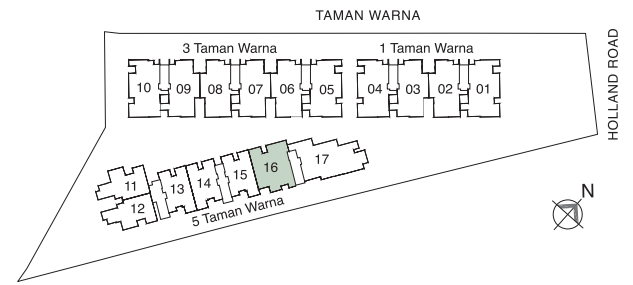 TAMAN WARNA
HOLLAND ROAD
3 Taman Warna
1 Taman Warna
10 09 08 07 06 05 04 03 02 01
11 12 13 14 15 16 17
5 Taman Warna
N